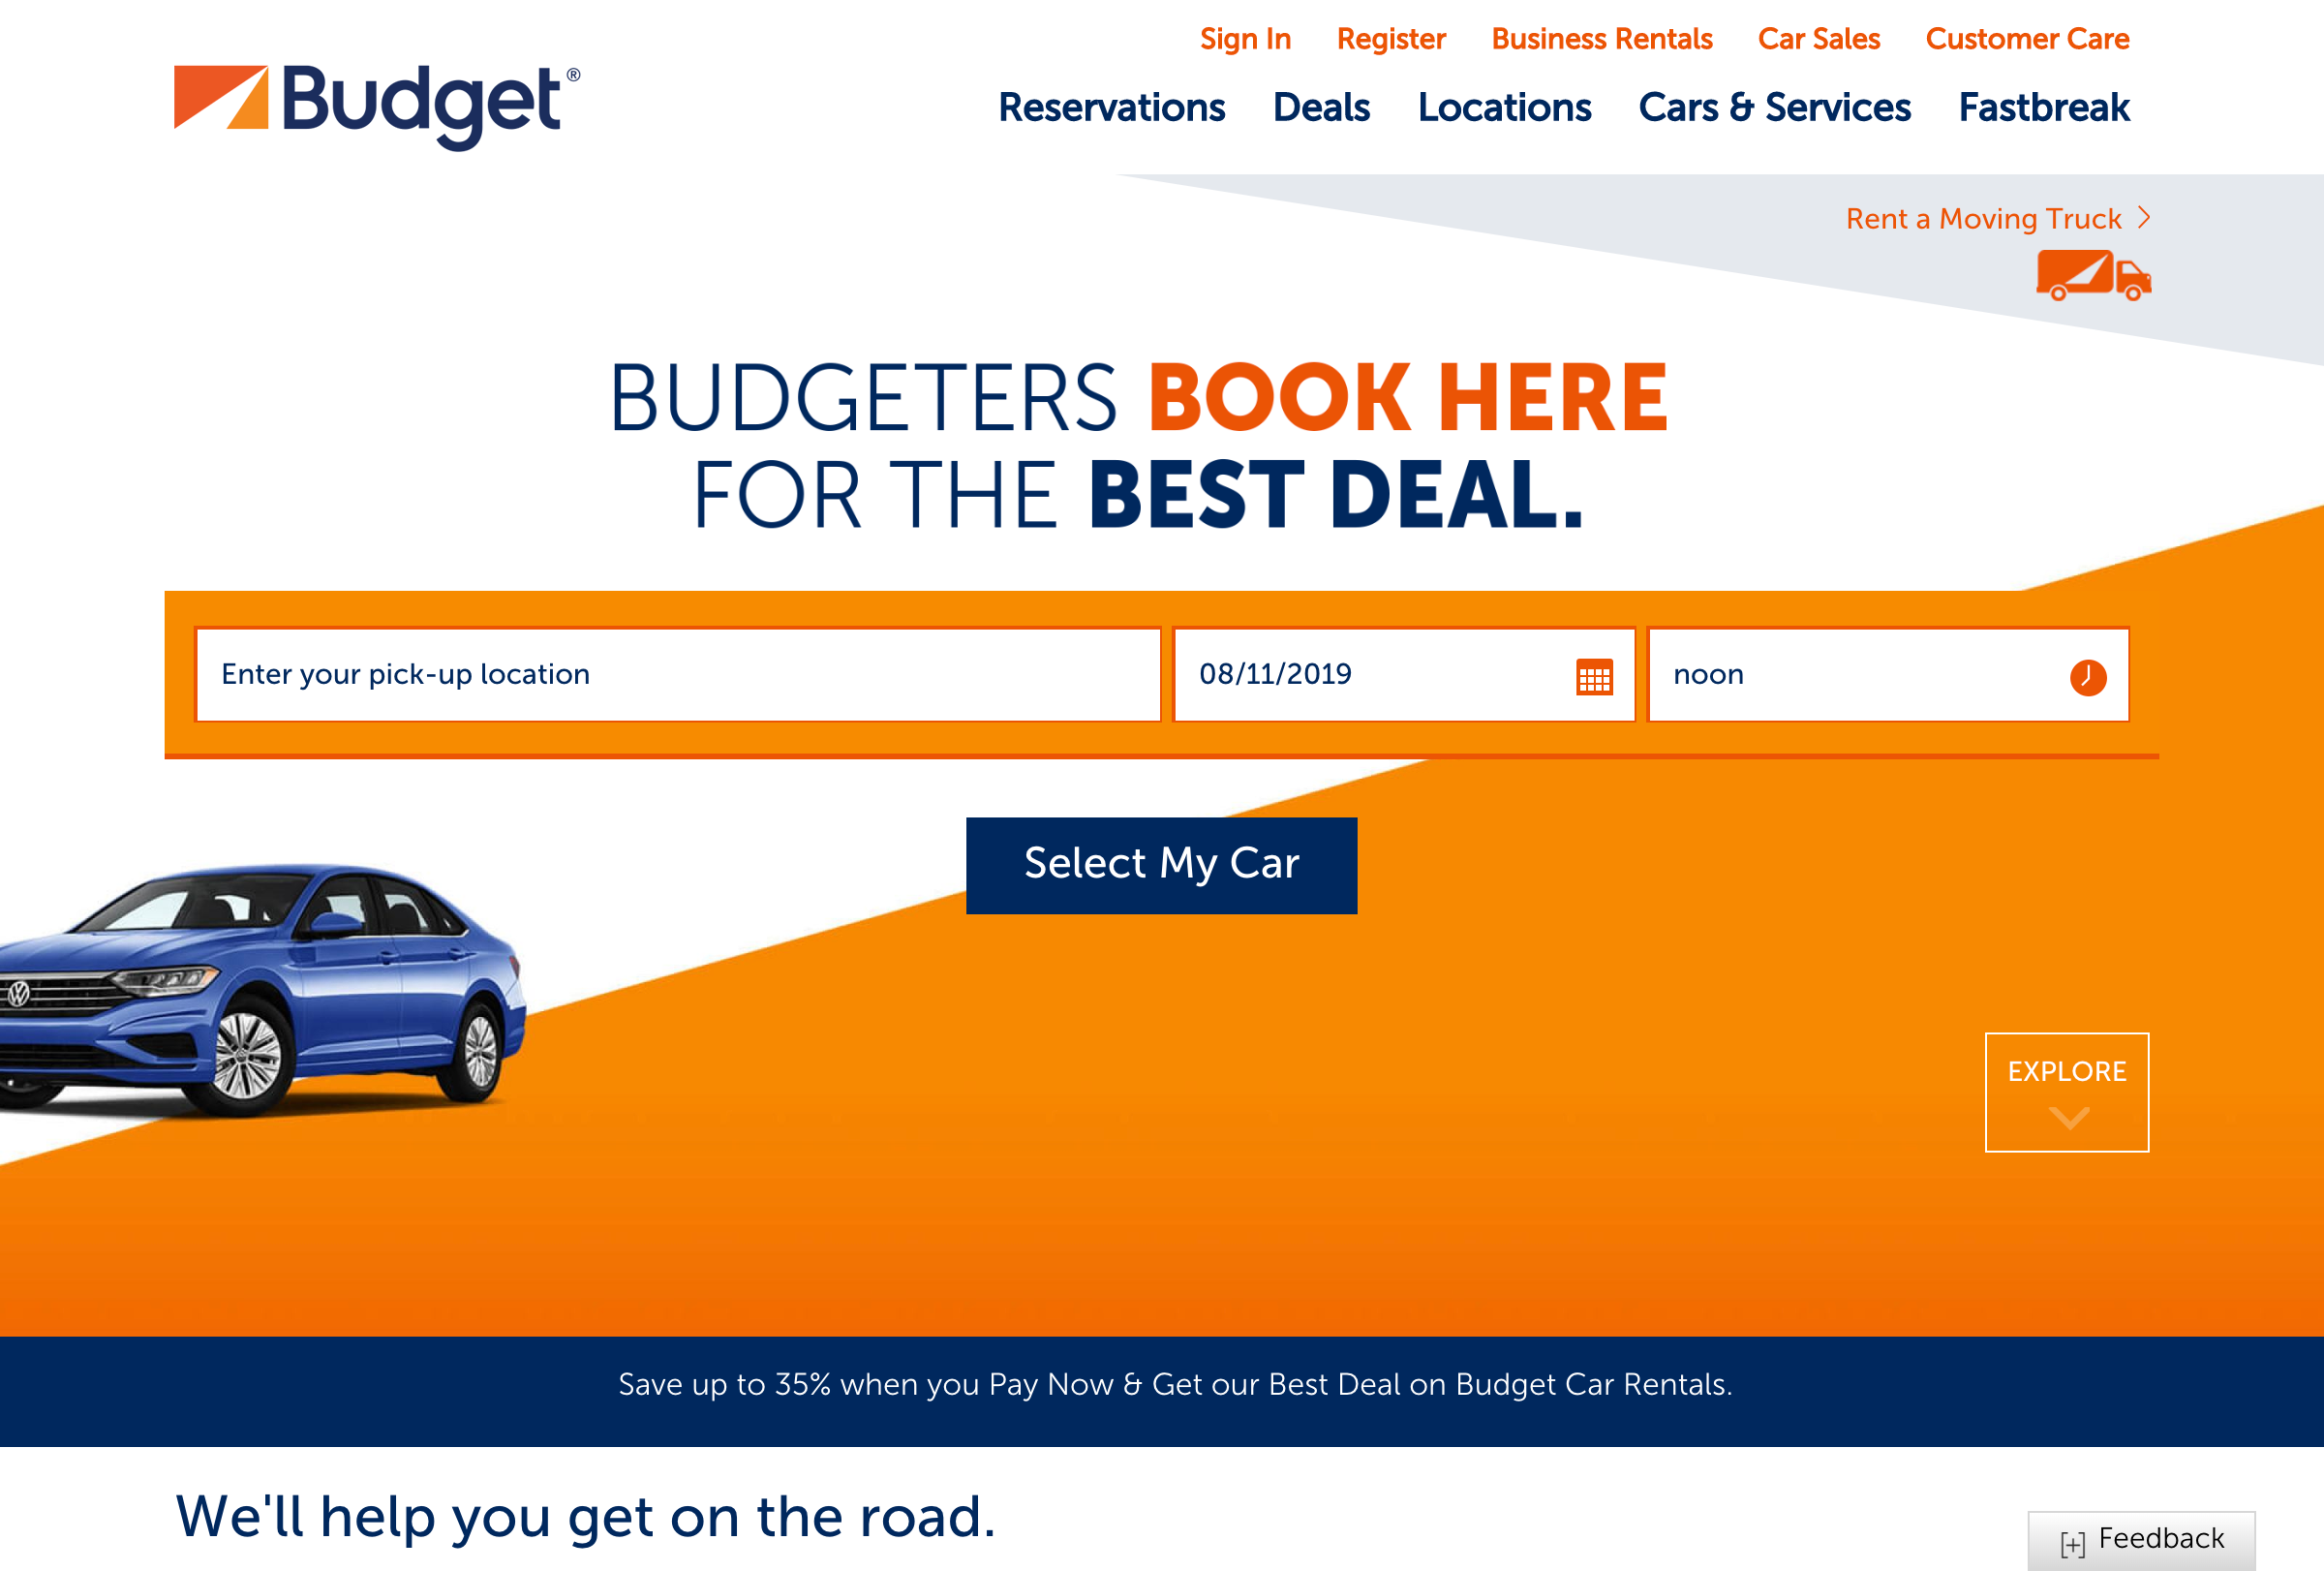 Sign In Register Business Rentals Car Sales Customer Care
Budget®
Reservations Deals Locations Cars & Services Fastbreak
Rent a Moving Truck
BUDGETERS BOOK HERE
FOR THE BEST DEAL.
Enter your pick-up location 08/11/2019 noon
Select My Car
EXPLORE
Save up to 35% when you Pay Now & Get our Best Deal on Budget Car Rentals.
We'll help you get on the road.
[+] Feedback